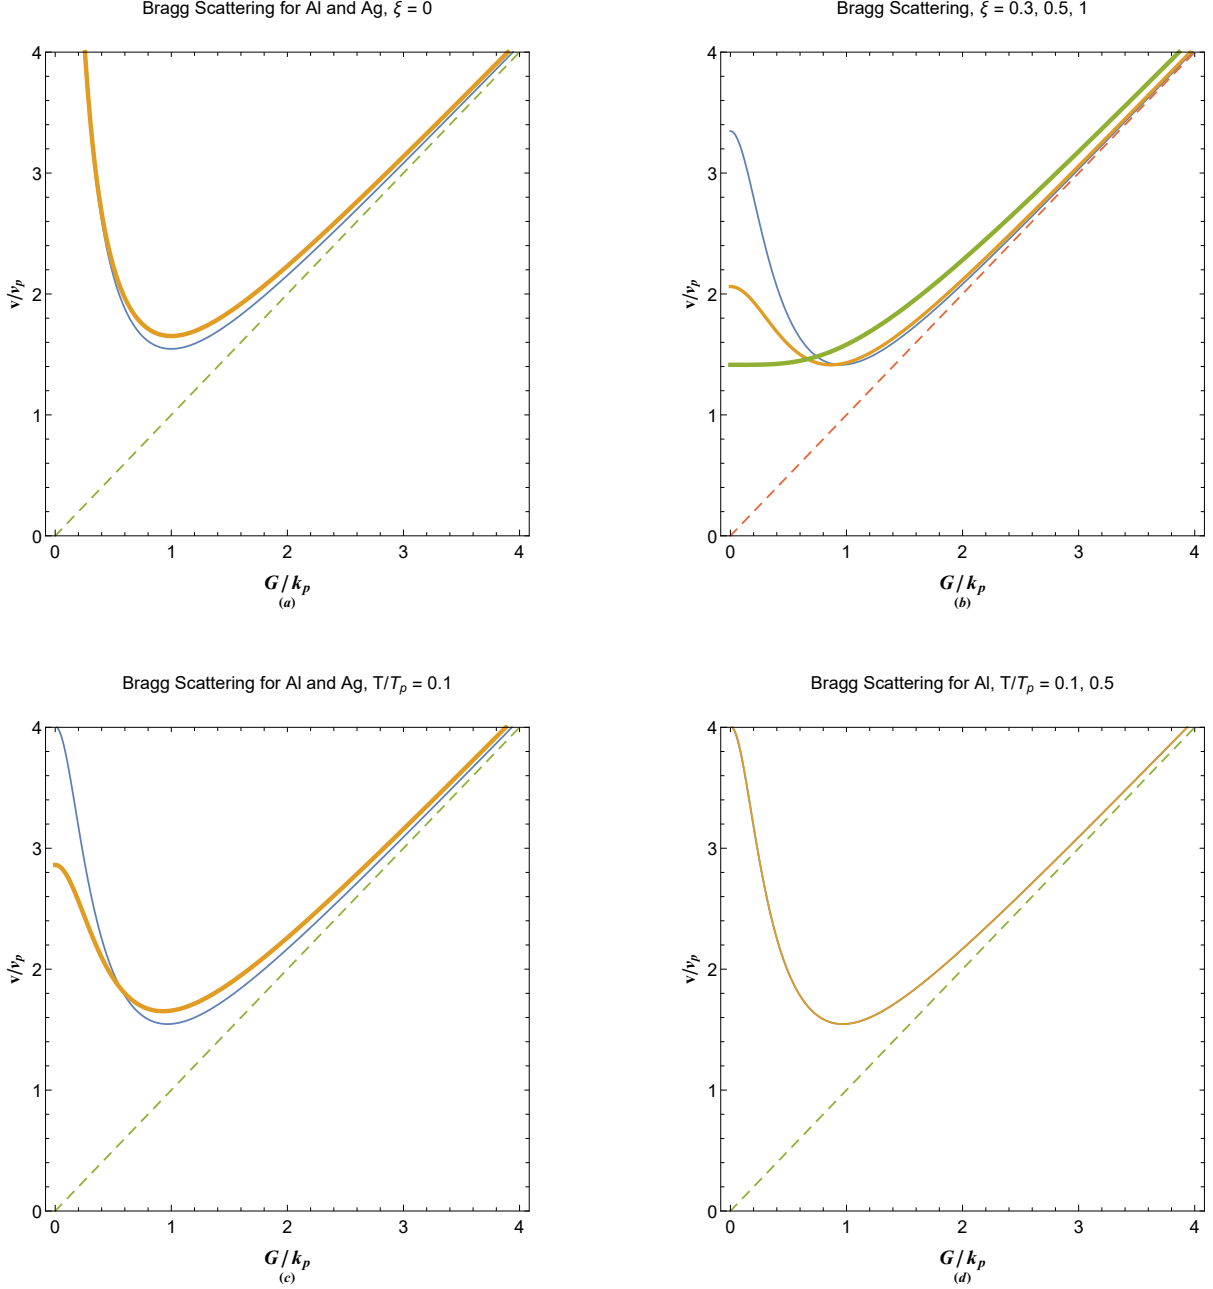 Bragg Scattering for Al and Ag, ξ = 0
4
3
2
1
0
v/v_p
0 1 2 3 4
G/k_p
(a)
Bragg Scattering, ξ = 0.3, 0.5, 1
4
3
2
1
0
v/v_p
0 1 2 3 4
G/k_p
(b)
Bragg Scattering for Al and Ag, T/T_p = 0.1
4
3
2
1
0
v/v_p
0 1 2 3 4
G/k_p
(c)
Bragg Scattering for Al, T/T_p = 0.1, 0.5
4
3
2
1
0
v/v_p
0 1 2 3 4
G/k_p
(d)